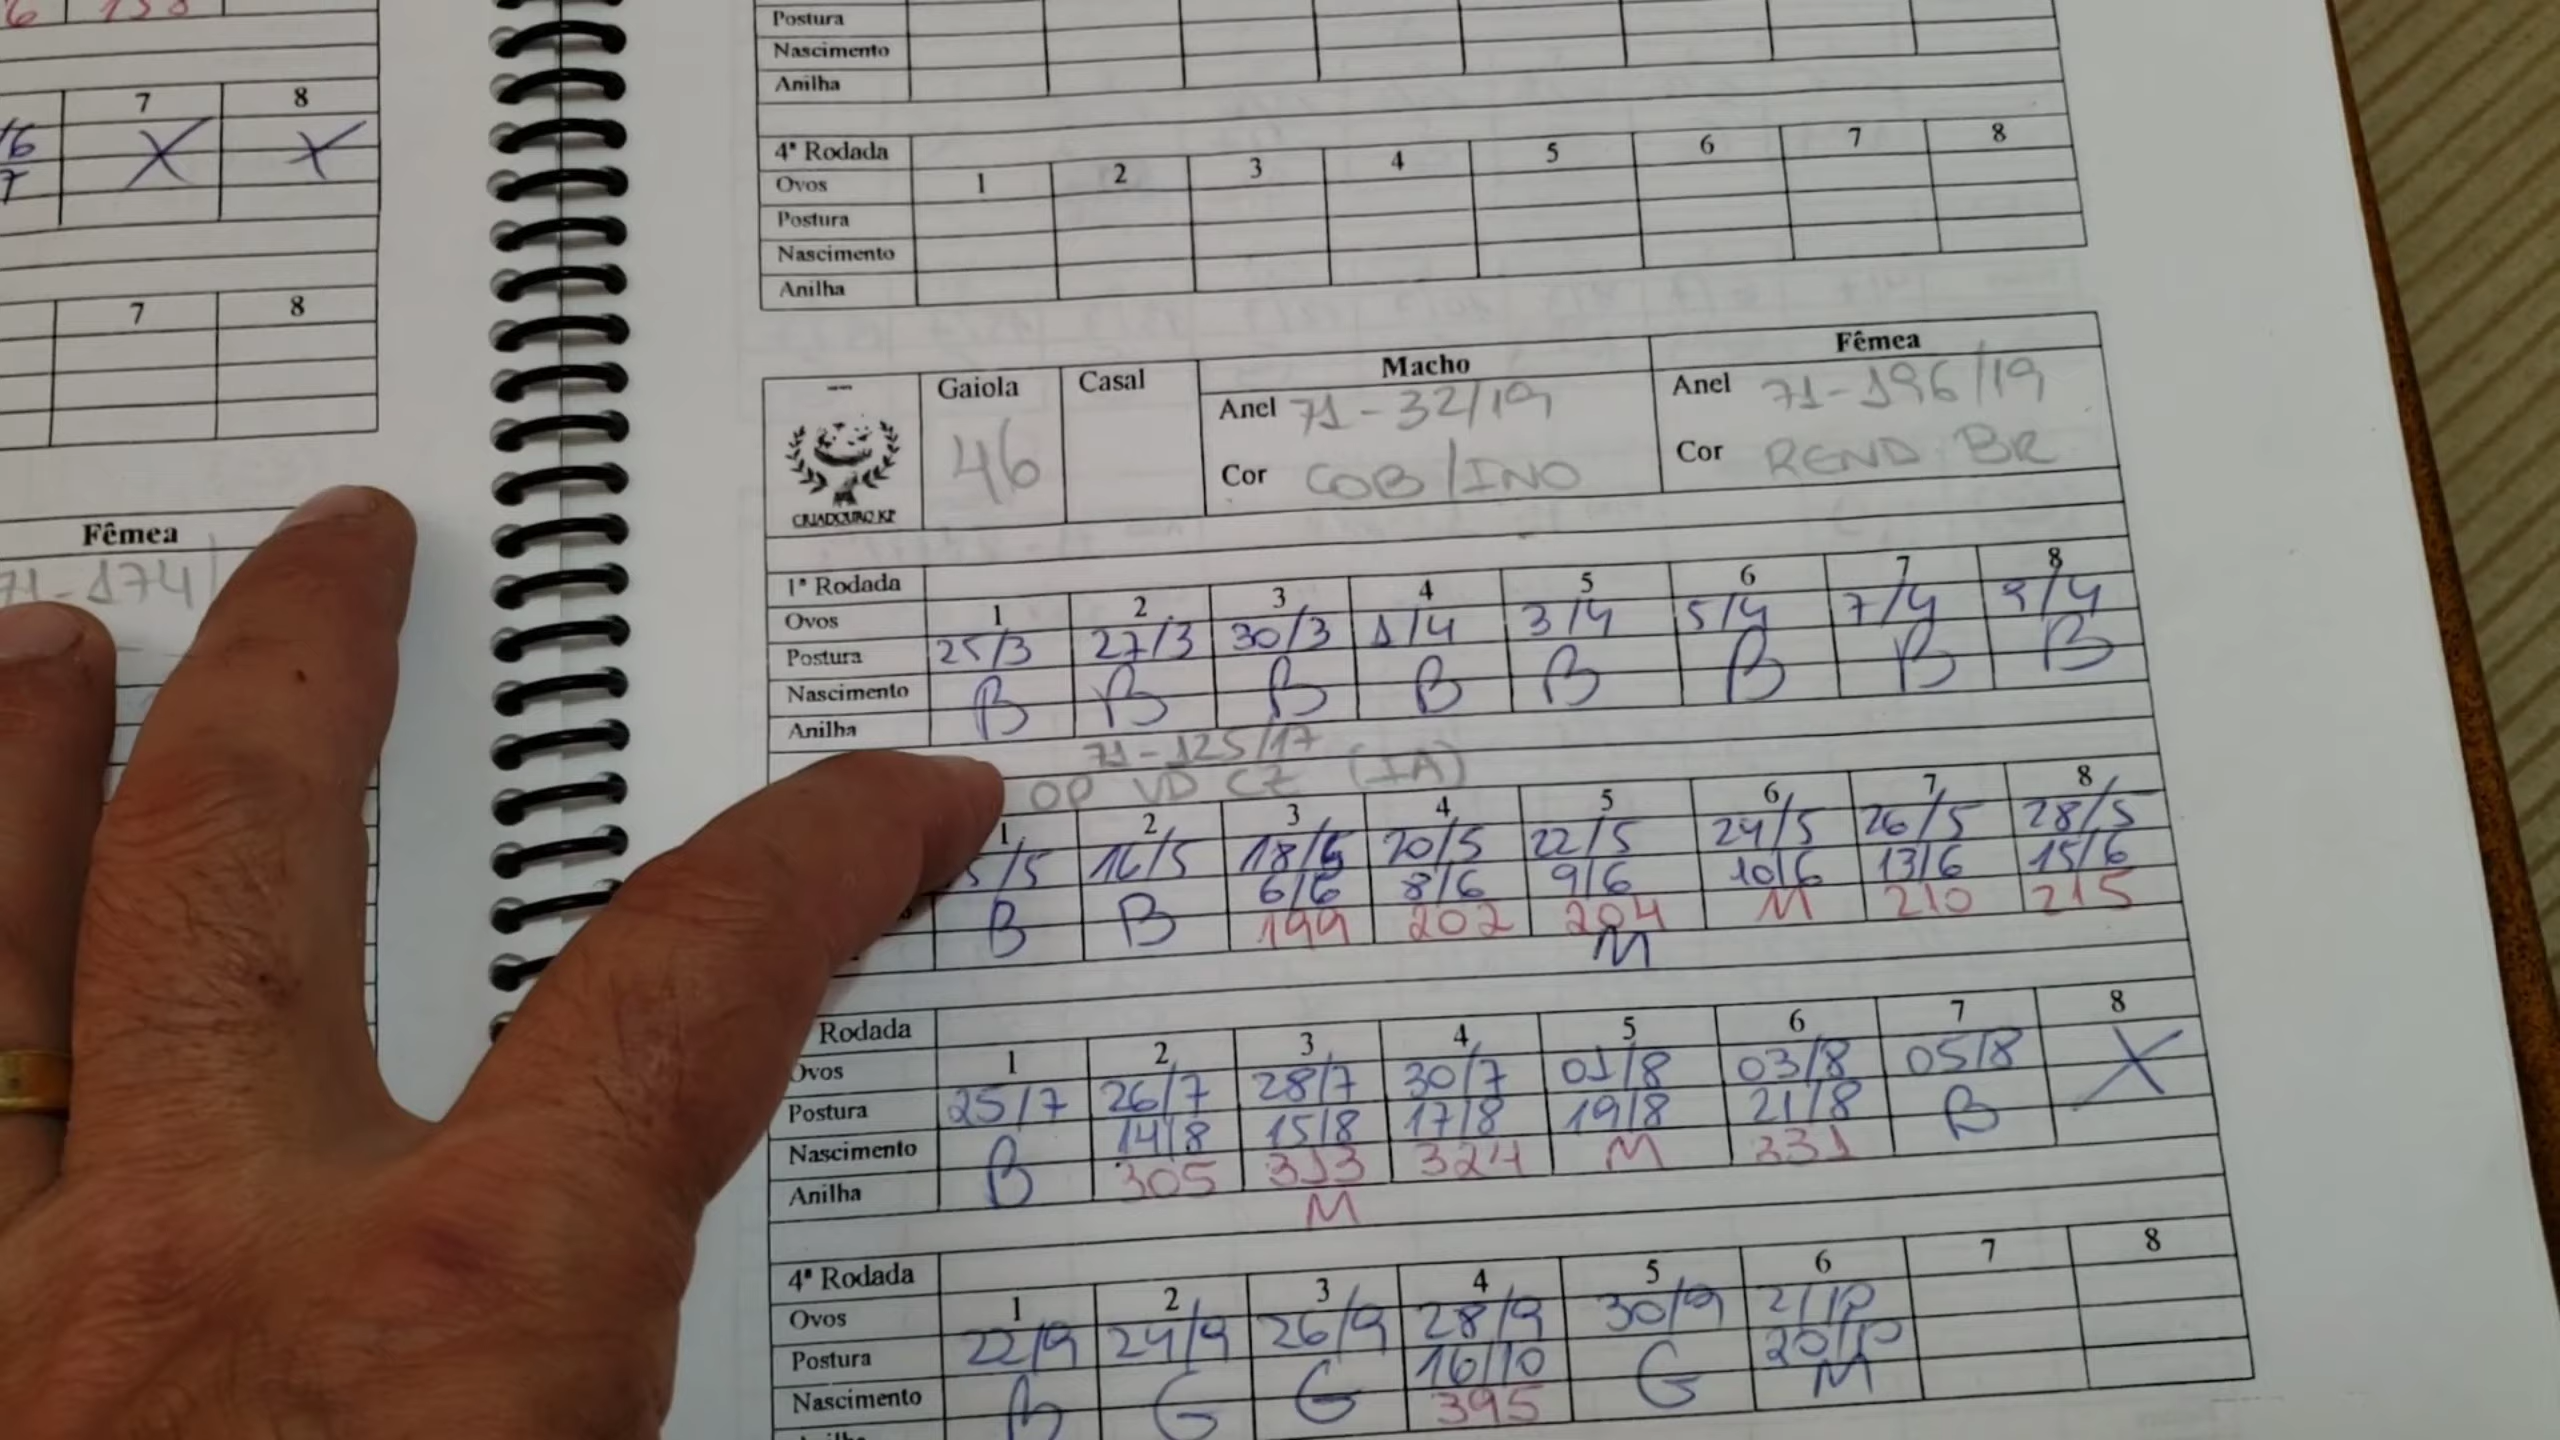 158
7 8
/6 X X
7
7 8
Fêmea
71-174/
Postura
Nascimento
Anilha
4ª Rodada
Ovos 1 2 3 4 5 6 7 8
Postura
Nascimento
Anilha
Gaiola Casal Macho Fêmea
46 Anel 71-32/19 Anel 71-196/19
Cor COB/INO Cor REND BR
CRIADOURO KP
1ª Rodada
Ovos 1 2 3 4 5 6 7 8
Postura 25/3 27/3 30/3 1/4 3/4 5/4 7/4 9/4
Nascimento B B B B B B B B
Anilha
71-125/17
OP VD CZ (IA)
1 2 3 4 5 6 7 8
5/5 16/5 18/5 20/5 22/5 24/5 26/5 28/5
6/6 8/6 9/6 10/6 13/6 15/6
B B 199 202 204 M 210 215
M
Rodada
Ovos 1 2 3 4 5 6 7 8
Postura 25/7 26/7 28/7 30/7 01/8 03/8 05/8 X
Nascimento 14/8 15/8 17/8 19/8 21/8 B
Anilha B 305 313 324 M 331
M
4ª Rodada
Ovos 1 2 3 4 5 6 7 8
Postura 22/9 24/9 26/9 28/9 30/9 2/10
Nascimento B G G 16/10 G 20/10
395 M